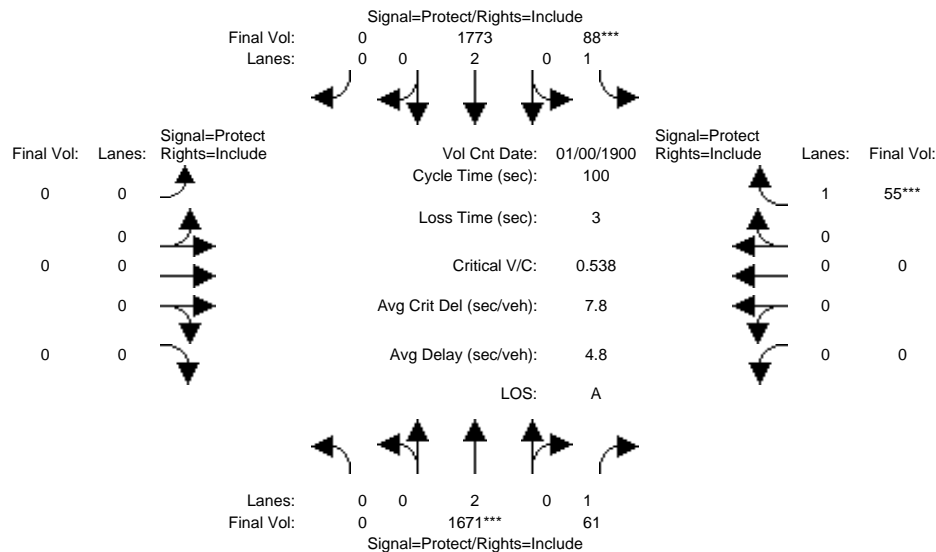 Signal=Protect/Rights=Include
Final Vol: 0 1773 88***
Lanes: 0 0 2 0 1
Signal=Protect
Final Vol: Lanes: Rights=Include
Vol Cnt Date: 01/00/1900
Signal=Protect
Rights=Include Lanes: Final Vol:
Cycle Time (sec): 100
0 0
1 55***
Loss Time (sec): 3
0
0
0 0
Critical V/C: 0.538
0 0
0
Avg Crit Del (sec/veh): 7.8
0
0 0
Avg Delay (sec/veh): 4.8
0 0
LOS: A
Lanes: 0 0 2 0 1
Final Vol: 0 1671*** 61
Signal=Protect/Rights=Include